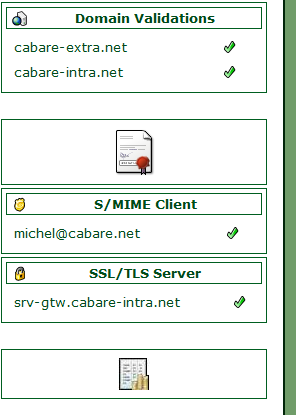 Domain Validations
cabare-extra.net
cabare-intra.net
S/MIME Client
michel@cabare.net
SSL/TLS Server
srv-gtw.cabare-intra.net